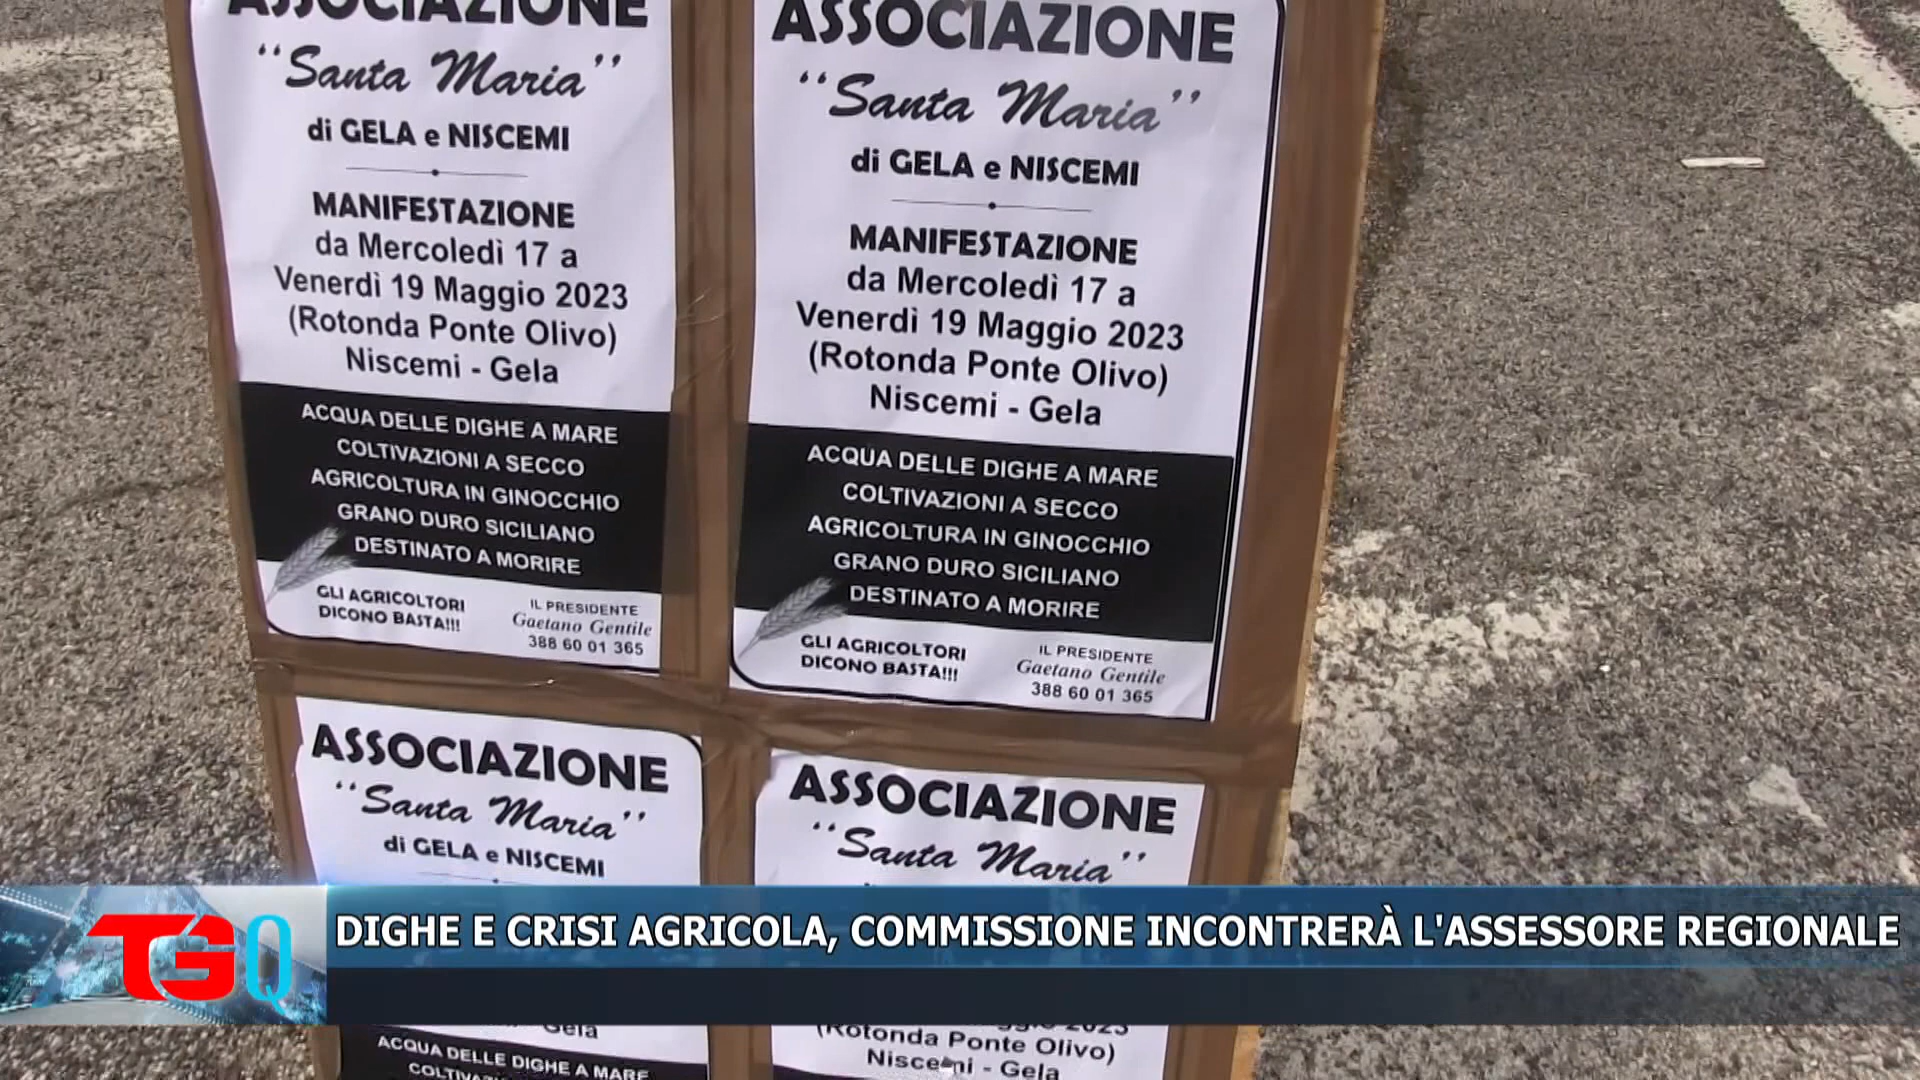 ASSOCIAZIONE
"Santa Maria"
di GELA e NISCEMI
MANIFESTAZIONE
da Mercoledì 17 a
Venerdì 19 Maggio 2023
(Rotonda Ponte Olivo)
Niscemi - Gela
ACQUA DELLE DIGHE A MARE
COLTIVAZIONI A SECCO
AGRICOLTURA IN GINOCCHIO
GRANO DURO SICILIANO
DESTINATO A MORIRE
GLI AGRICOLTORI
DICONO BASTA!!!
IL PRESIDENTE
Gaetano Gentile
388 60 01 365
ASSOCIAZIONE
"Santa Maria"
di GELA e NISCEMI
MANIFESTAZIONE
da Mercoledì 17 a
Venerdì 19 Maggio 2023
(Rotonda Ponte Olivo)
Niscemi - Gela
ACQUA DELLE DIGHE A MARE
COLTIVAZIONI A SECCO
AGRICOLTURA IN GINOCCHIO
GRANO DURO SICILIANO
DESTINATO A MORIRE
GLI AGRICOLTORI
DICONO BASTA!!!
IL PRESIDENTE
Gaetano Gentile
388 60 01 365
ASSOCIAZIONE
"Santa Maria"
di GELA e NISCEMI
Gela
ACQUA DELLE DIGHE A MARE
ASSOCIAZIONE
"Santa Maria"
2023
(Rotonda Ponte Olivo)
Niscemi - Gela
TGQ
DIGHE E CRISI AGRICOLA, COMMISSIONE INCONTRERÀ L'ASSESSORE REGIONALE